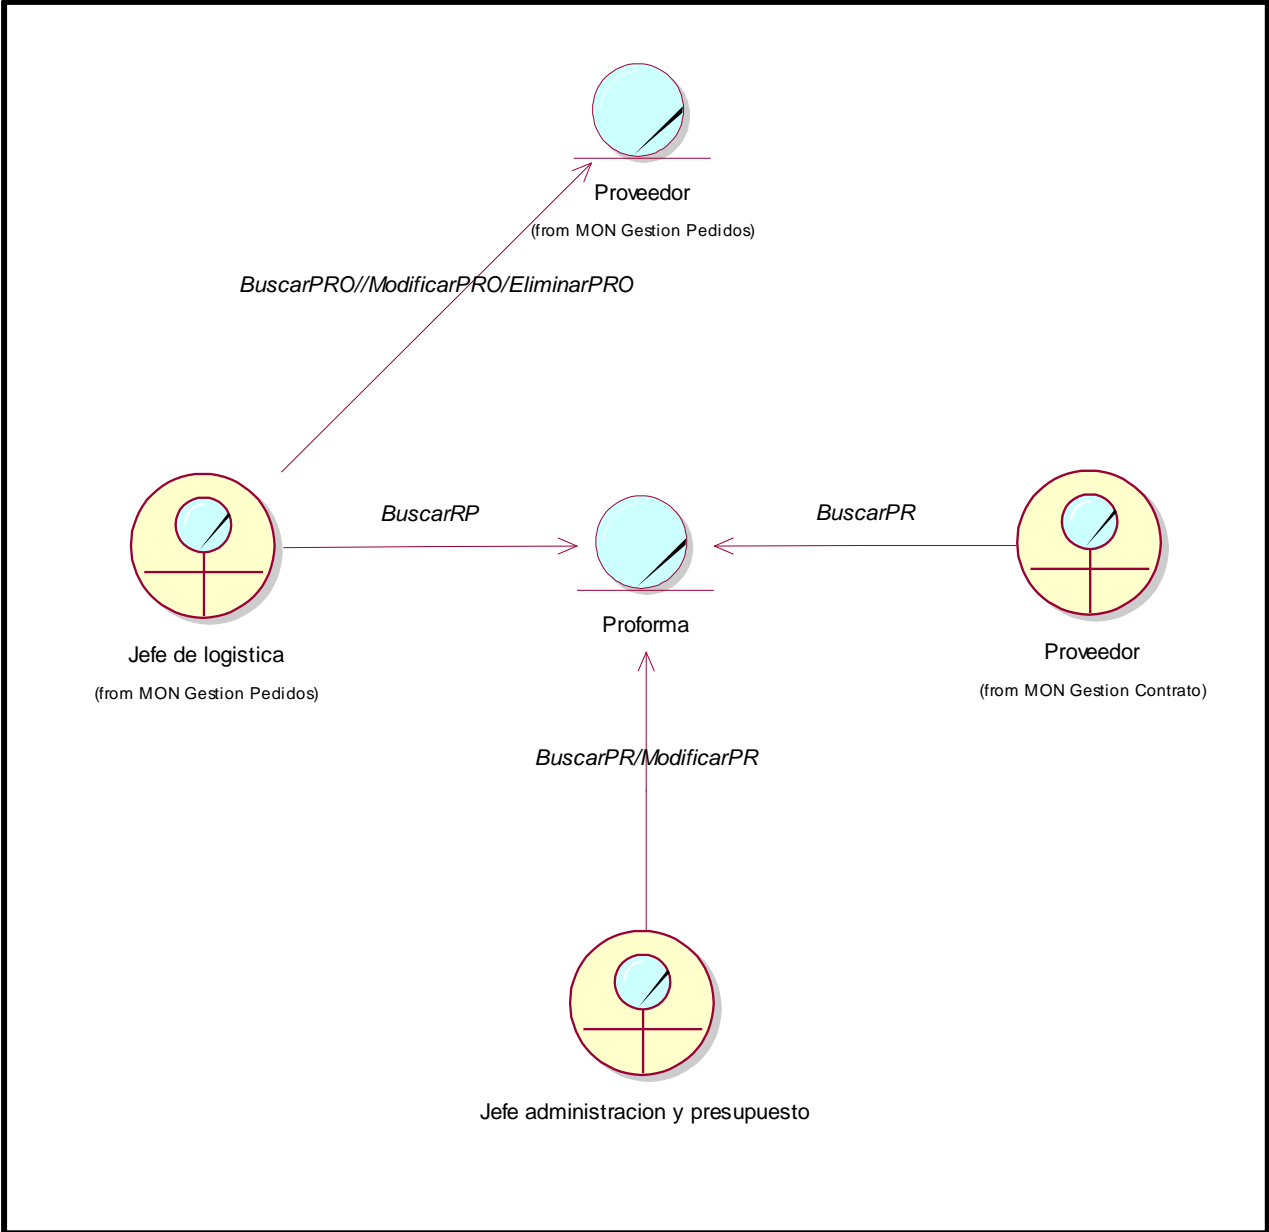 Proveedor
(from MON Gestion Pedidos)
BuscarPRO//ModificarPRO/EliminarPRO
BuscarRP
BuscarPR
Proforma
Jefe de logistica
(from MON Gestion Pedidos)
Proveedor
(from MON Gestion Contrato)
BuscarPR/ModificarPR
Jefe administracion y presupuesto